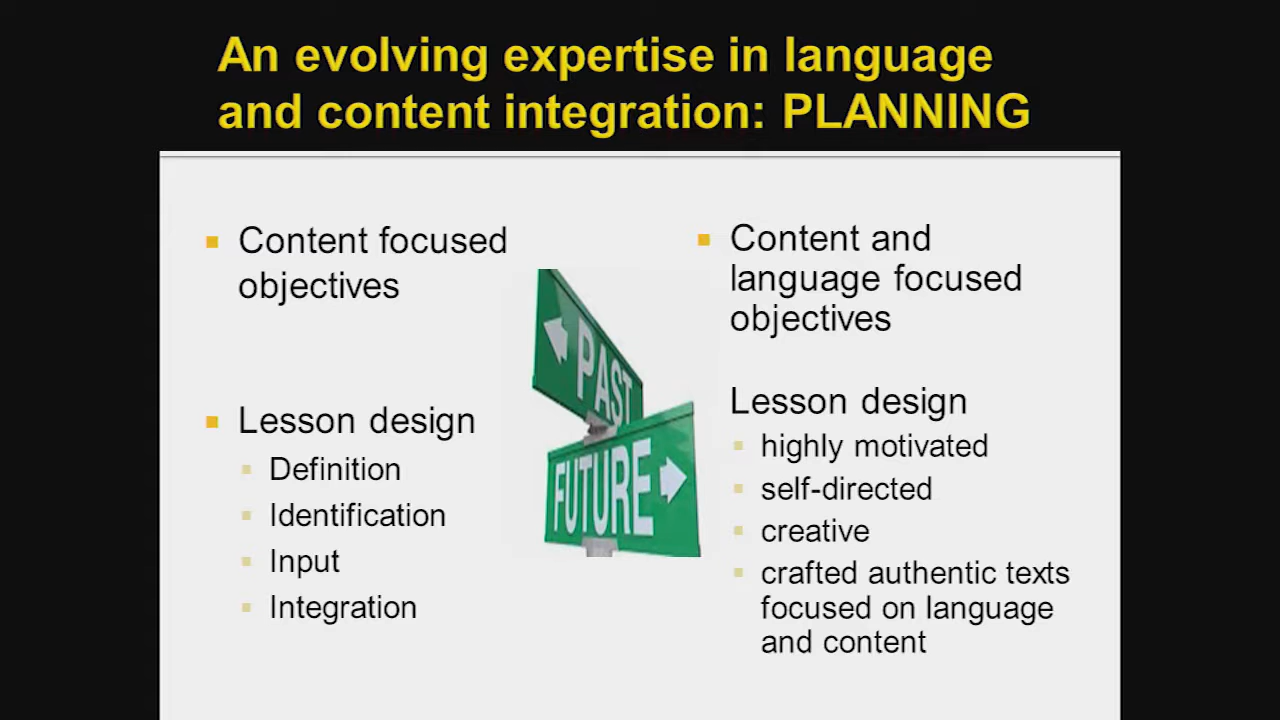 An evolving expertise in language
and content integration: PLANNING
Content focused
objectives
Lesson design
Definition
Identification
Input
Integration
PAST
FUTURE
Content and
language focused
objectives
Lesson design
highly motivated
self-directed
creative
crafted authentic texts
focused on language
and content